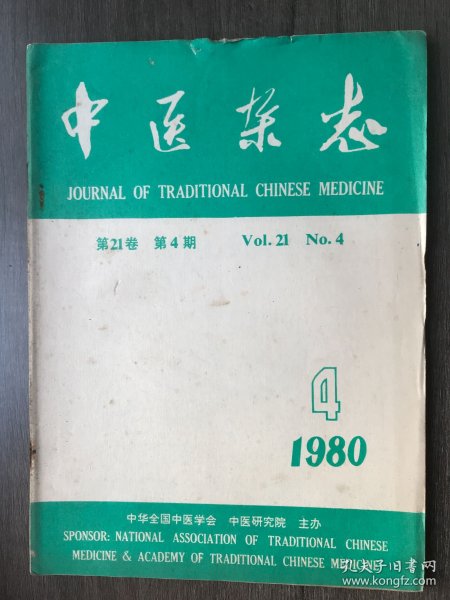 中医杂志
JOURNAL OF TRADITIONAL CHINESE MEDICINE
第21卷 第4期 Vol. 21 No. 4
4
1980
中华全国中医学会 中医研究院 主办
SPONSOR: NATIONAL ASSOCIATION OF TRADITIONAL CHINESE
MEDICINE & ACADEMY OF TRADITIONAL CHINESE MEDICINE
孔夫子旧书网
www.kongfz.com